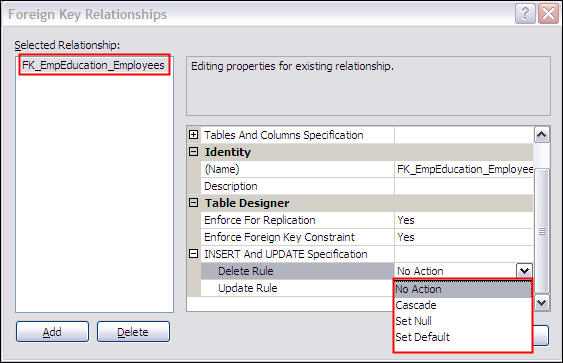 Foreign Key Relationships
Selected Relationship:
FK_EmpEducation_Employees
Editing properties for existing relationship.
Tables And Columns Specification
Identity
(Name) FK_EmpEducation_Employee
Description
Table Designer
Enforce For Replication Yes
Enforce Foreign Key Constraint Yes
INSERT And UPDATE Specification
Delete Rule No Action
Update Rule
No Action
Cascade
Set Null
Set Default
Add Delete